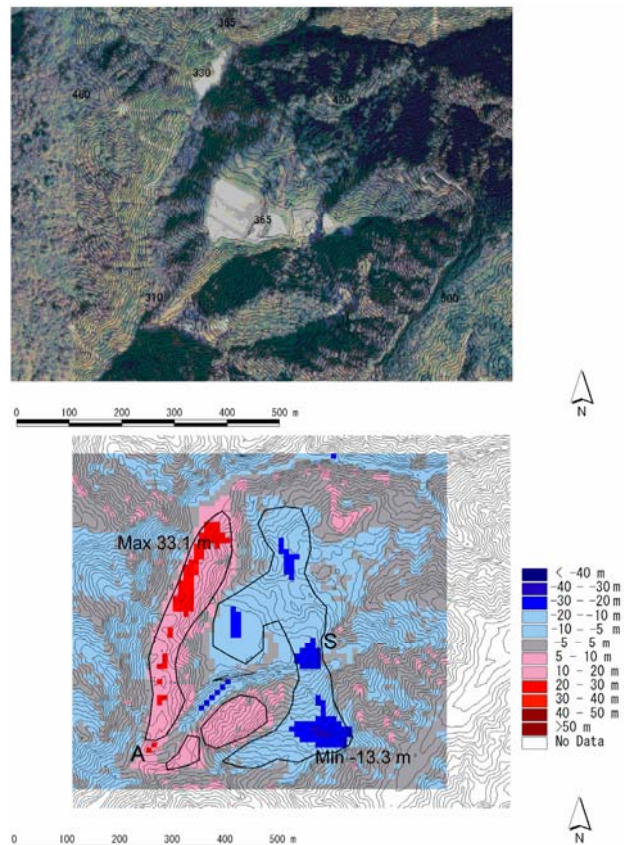 365
330
460
420
365
310
500
N
0 100 200 300 400 500 m
Max 33.1 m
S
A
Min -13.3 m
< -40 m
-40 - -30 m
-30 - -20 m
-20 - -10 m
-10 - -5 m
-5 - 5 m
5 - 10 m
10 - 20 m
20 - 30 m
30 - 40 m
40 - 50 m
>50 m
No Data
N
0 100 200 300 400 500 m